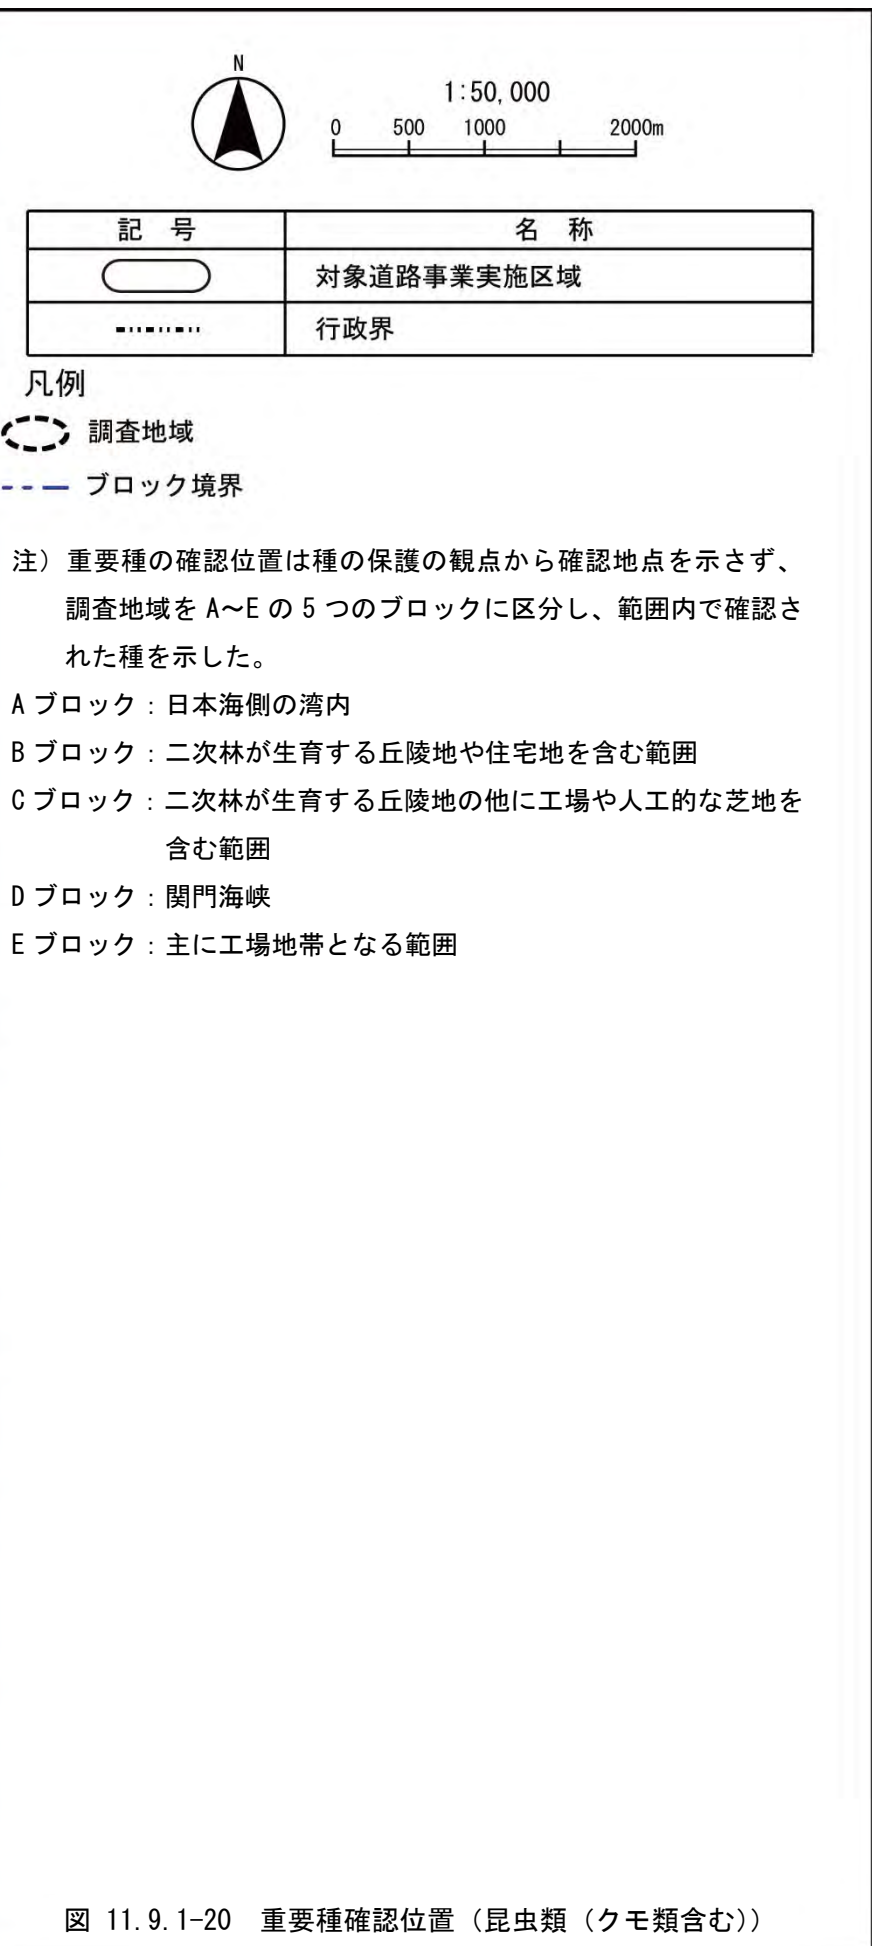 N
1:50,000
0 500 1000 2000m
記 号 名 称
対象道路事業実施区域
行政界
凡例
調査地域
ブロック境界
注）重要種の確認位置は種の保護の観点から確認地点を示さず、
調査地域を A～E の 5 つのブロックに区分し、範囲内で確認さ
れた種を示した。
A ブロック：日本海側の湾内
B ブロック：二次林が生育する丘陵地や住宅地を含む範囲
C ブロック：二次林が生育する丘陵地の他に工場や人工的な芝地を
含む範囲
D ブロック：関門海峡
E ブロック：主に工場地帯となる範囲
図 11.9.1-20 重要種確認位置（昆虫類（クモ類含む））